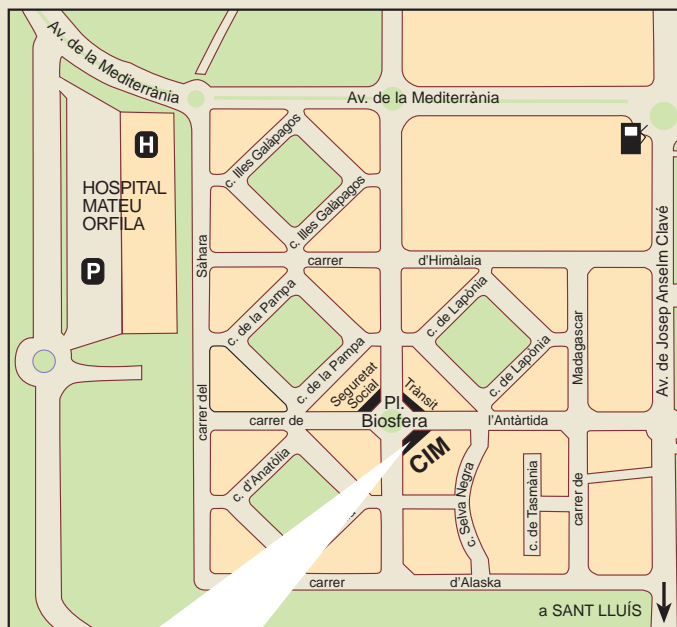 Av. de la Mediterrània
Av. de la Mediterrània
H
HOSPITAL
MATEU
ORFILA
P
c. Illes Galàpagos
c. Illes Galàpagos
carrer d'Himàlaia
carrer del Sàhara
c. de la Pampa
c. de la Pampa
c. de Lapònia
c. de Lapònia
carrer de Madagascar
Av. de Josep Anselm Clavé
Seguretat
Social
Trànsit
Pl.
Biosfera
carrer de l'Antàrtida
CIM
c. d'Anatòlia
c. Selva Negra
c. de Tasmània
carrer d'Alaska
a SANT LLUÍS